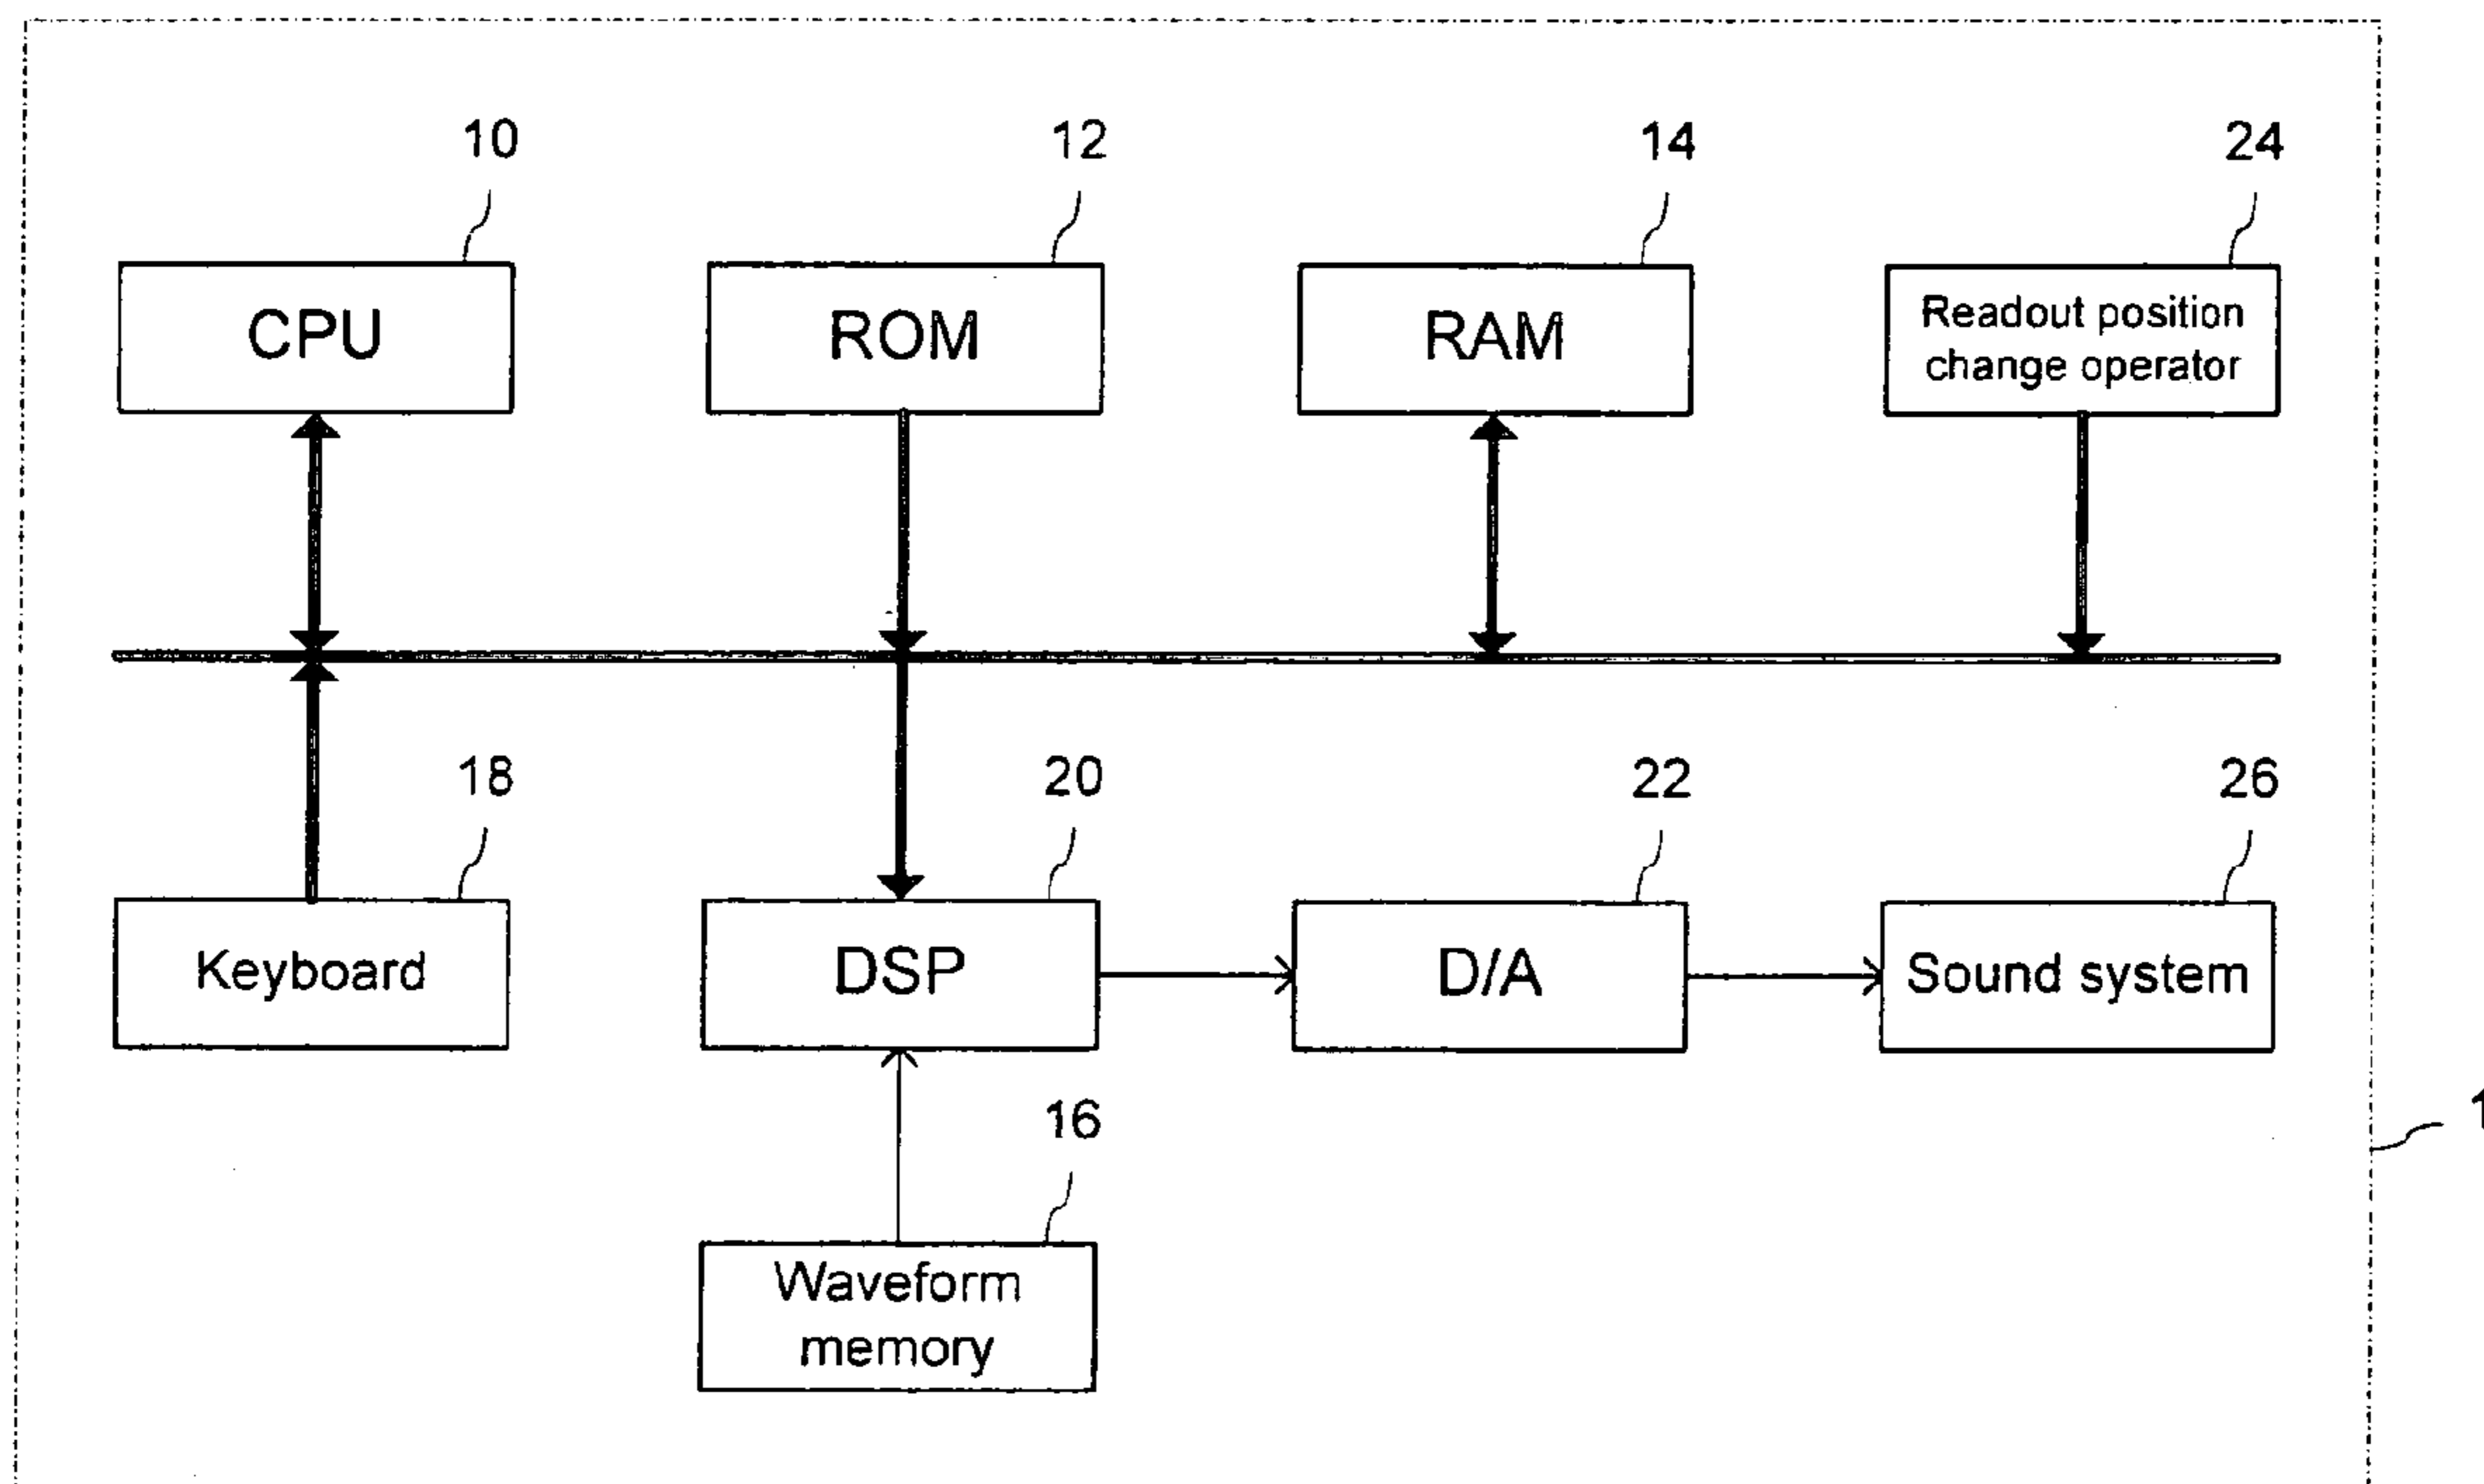 10
12
14
24
CPU
ROM
RAM
Readout position
change operator
18
20
22
26
Keyboard
DSP
D/A
Sound system
1
16
Waveform
memory